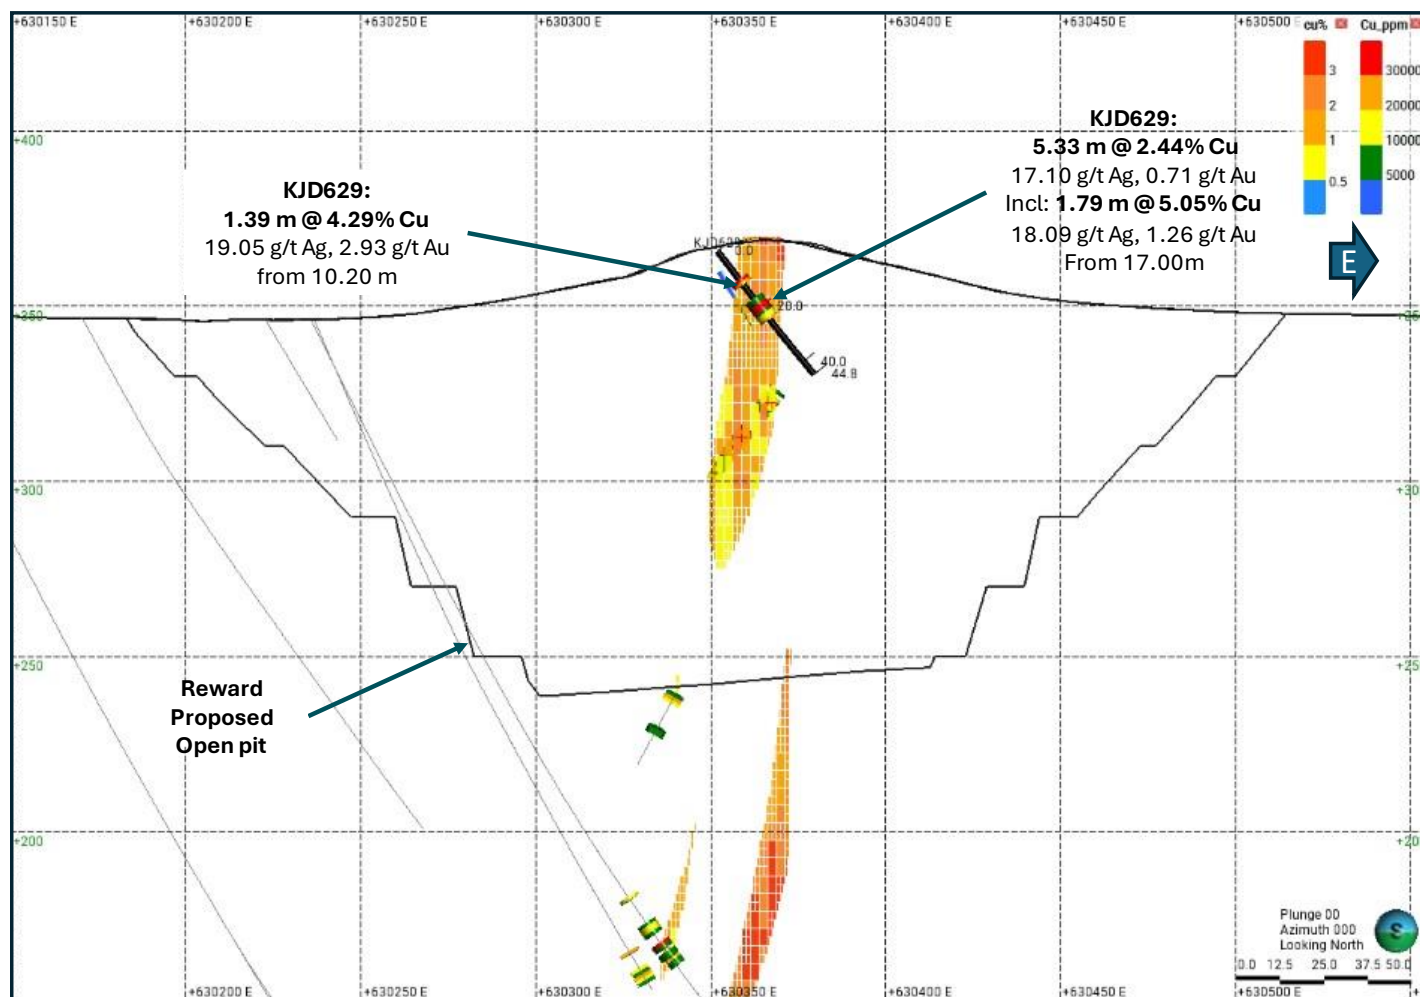 +630150 E +630200 E +630250 E +630300 E +630350 E +630400 E +630450 E +630500 E
cu% Cu_ppm
3 30000
2 20000
1 10000
0.5 5000
+400
KJD629:
5.33 m @ 2.44% Cu
17.10 g/t Ag, 0.71 g/t Au
Incl: 1.79 m @ 5.05% Cu
18.09 g/t Ag, 1.26 g/t Au
From 17.00m
KJD629:
1.39 m @ 4.29% Cu
19.05 g/t Ag, 2.93 g/t Au
from 10.20 m
E
0.0
20.0
+350
40.0
44.8
+300 +30
+250 +25
Reward
Proposed
Open pit
+200 +20
Plunge 00
Azimuth 000
Looking North
S
0.0 12.5 25.0 37.5 50.0
+630200 E +630250 E +630300 E +630350 E +630400 E +630450 E +630500 E